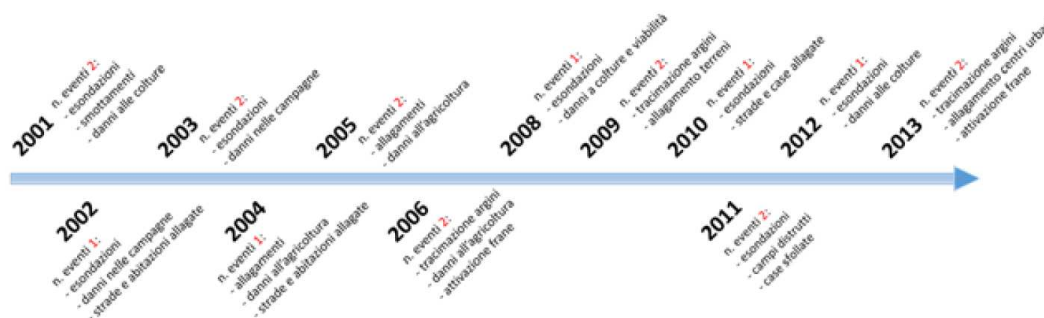 2001
n. eventi 2:
- esondazioni
- smottamenti
- danni alle colture
2002
n. eventi 1:
- esondazioni
- danni nelle campagne
- strade e abitazioni allagate
2003
n. eventi 2:
- esondazioni
- danni nelle campagne
2004
n. eventi 1:
- allagamenti
- danni all'agricoltura
- strade e abitazioni allagate
2005
n. eventi 2:
- allagamenti
- danni all'agricoltura
2006
n. eventi 2:
- tracimazione argini
- danni all'agricoltura
- attivazione frane
2008
n. eventi 1:
- esondazioni
- danni a colture e viabilità
2009
n. eventi 2:
- tracimazione argini
- allagamento terreni
2010
n. eventi 1:
- esondazioni
- strade e case allagate
2011
n. eventi 2:
- esondazioni
- campi distrutti
- case sfollate
2012
n. eventi 1:
- esondazioni
- danni alle colture
2013
n. eventi 2:
- tracimazione argini
- allagamento centri urba
- attivazione frane